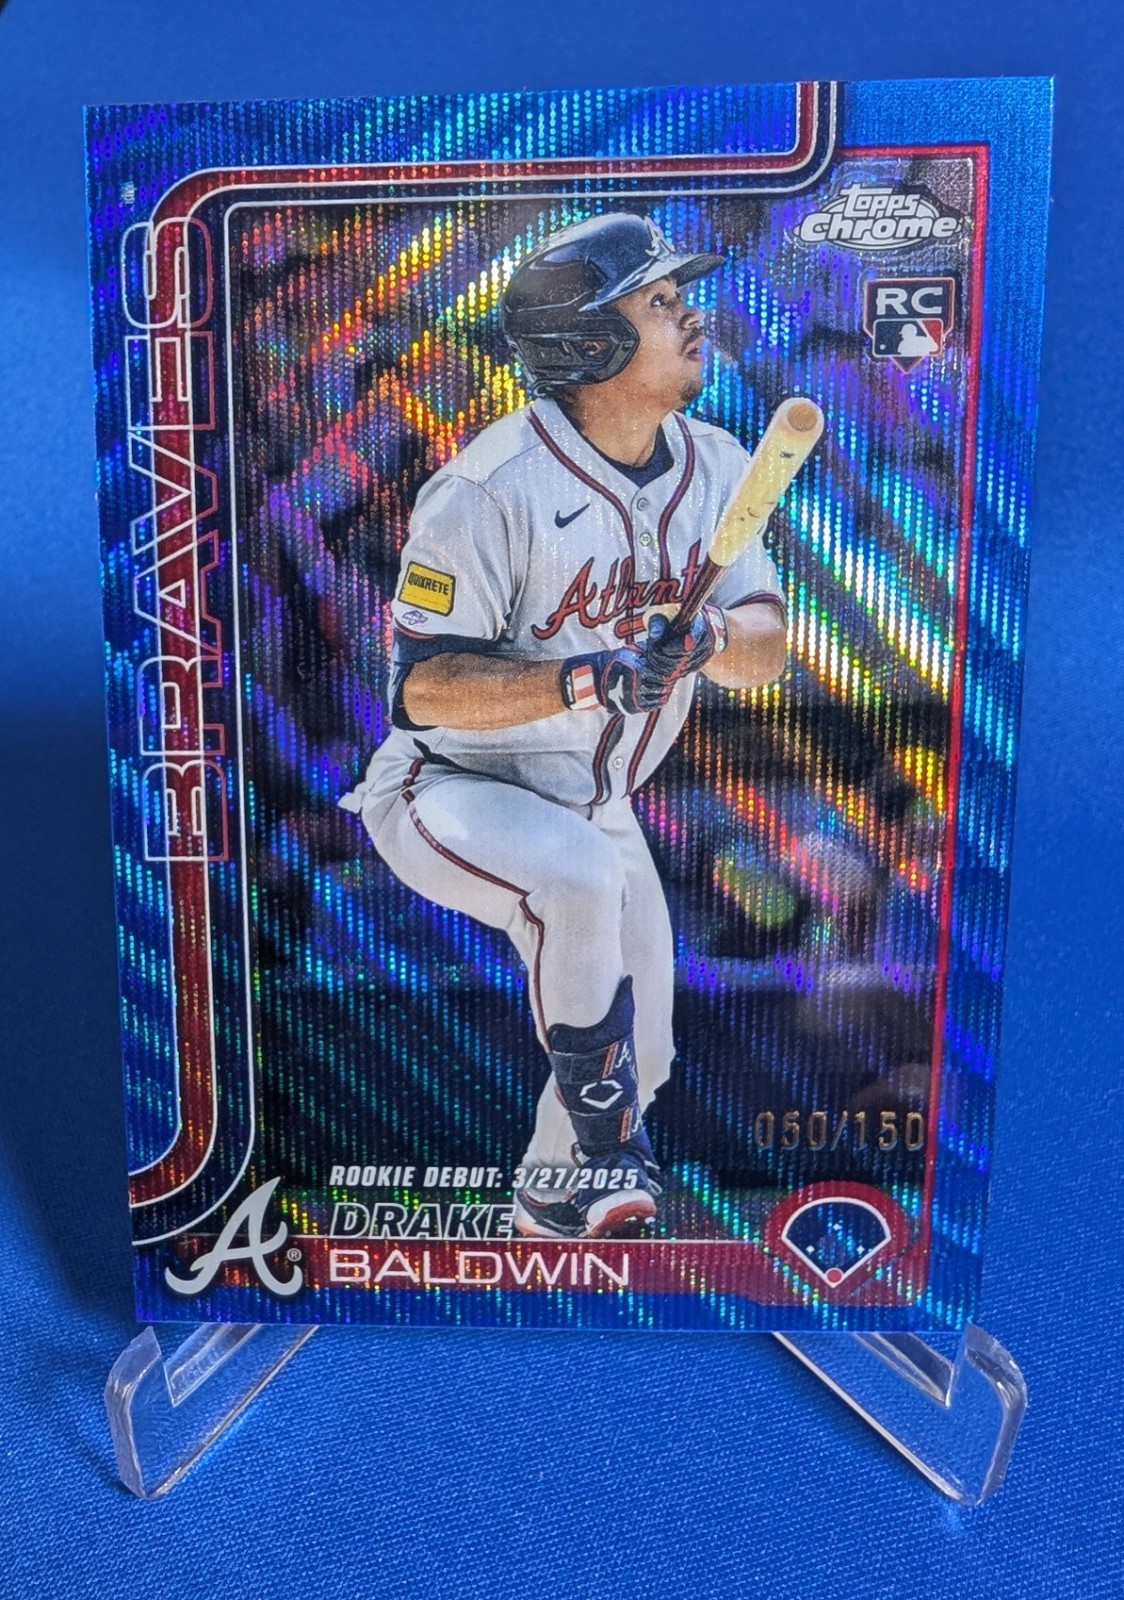 BRAVES
Topps
Chrome
RC
A
QUIKRETE
Atlanta
A
A
050/150
ROOKIE DEBUT: 3/27/2025
DRAKE
BALDWIN
A®